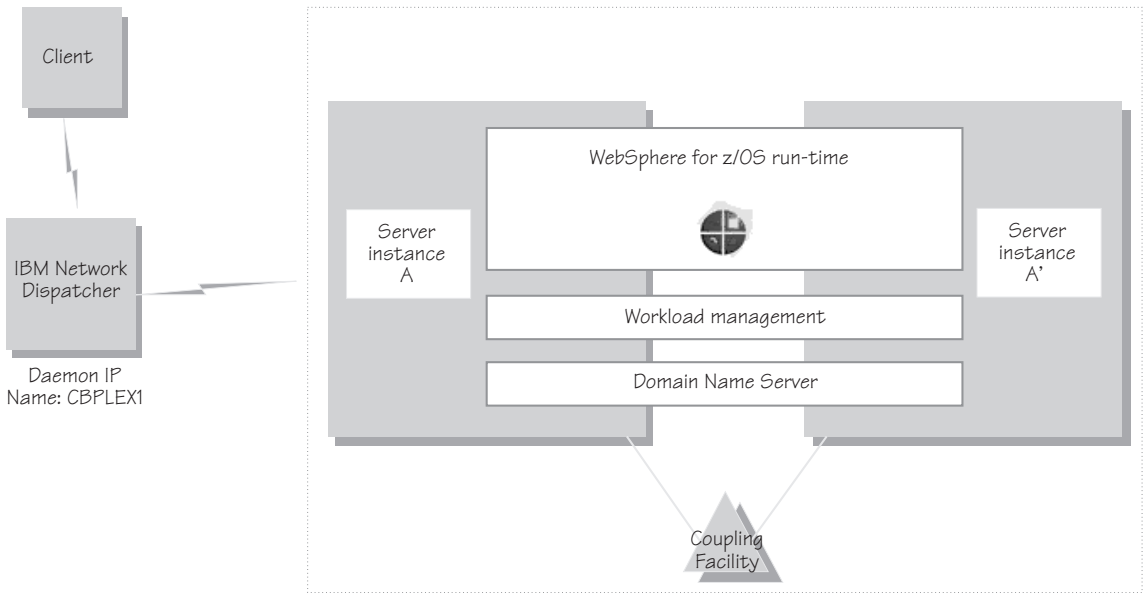 Client
IBM Network
Dispatcher
Daemon IP
Name: CBPLEX1
WebSphere for z/OS run-time
Server
instance
A
Server
instance
A’
Workload management
Domain Name Server
Coupling
Facility